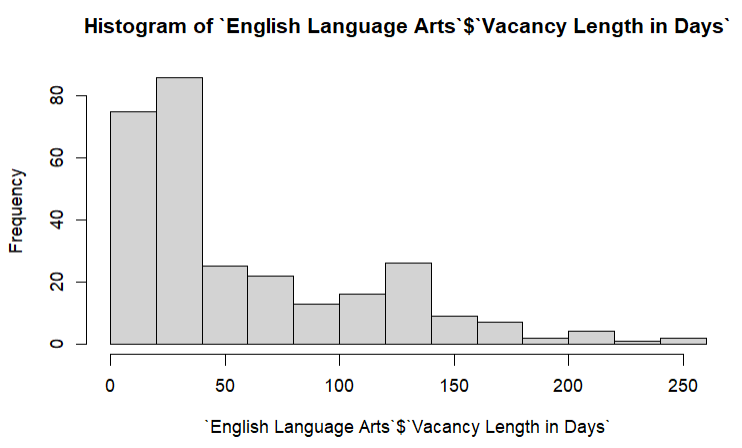 Histogram of `English Language Arts`$`Vacancy Length in Days`
Frequency
80
60
40
20
0
0 50 100 150 200 250
`English Language Arts`$`Vacancy Length in Days`